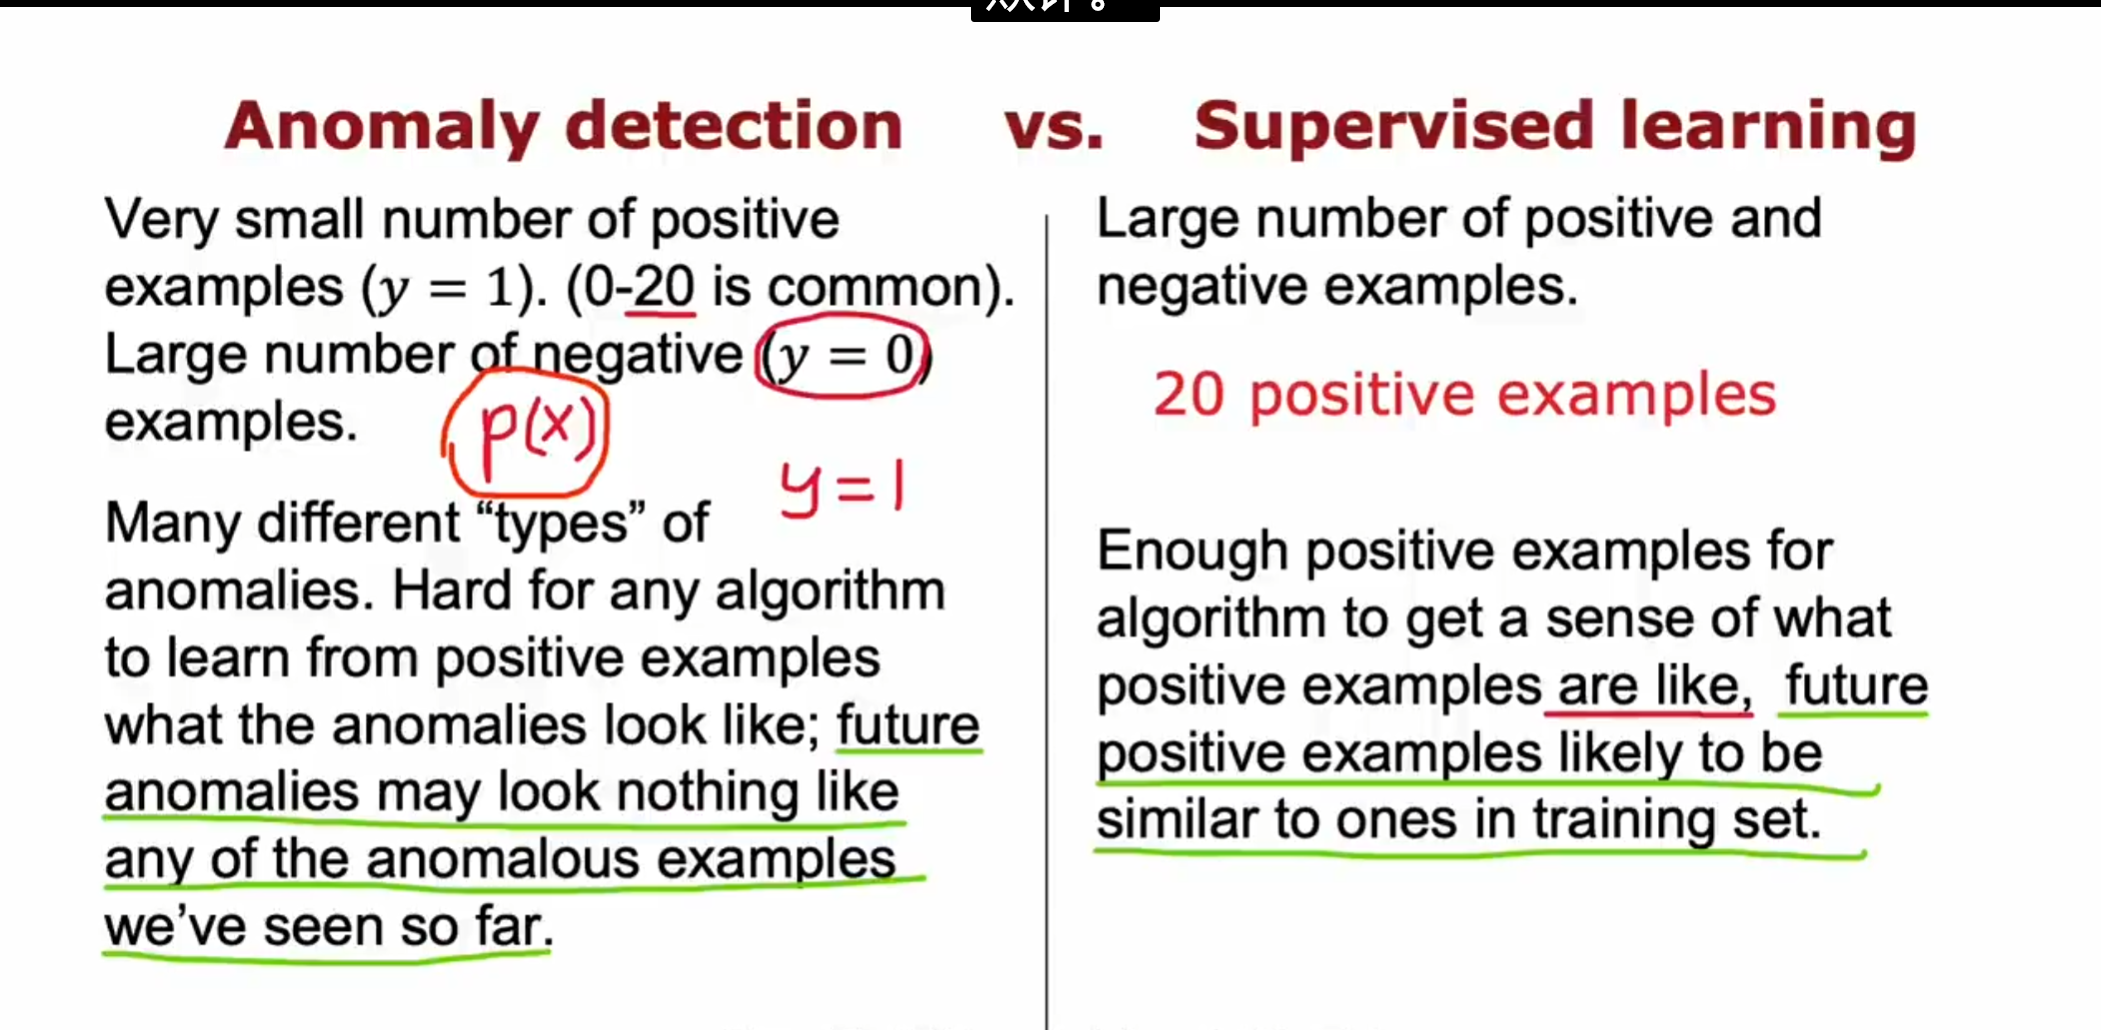 Anomaly detection vs. Supervised learning
Very small number of positive
examples (y = 1). (0-20 is common).
Large number of negative (y = 0)
examples.
p(x)
y=1
Many different “types” of
anomalies. Hard for any algorithm
to learn from positive examples
what the anomalies look like; future
anomalies may look nothing like
any of the anomalous examples
we’ve seen so far.
Large number of positive and
negative examples.
20 positive examples
Enough positive examples for
algorithm to get a sense of what
positive examples are like, future
positive examples likely to be
similar to ones in training set.